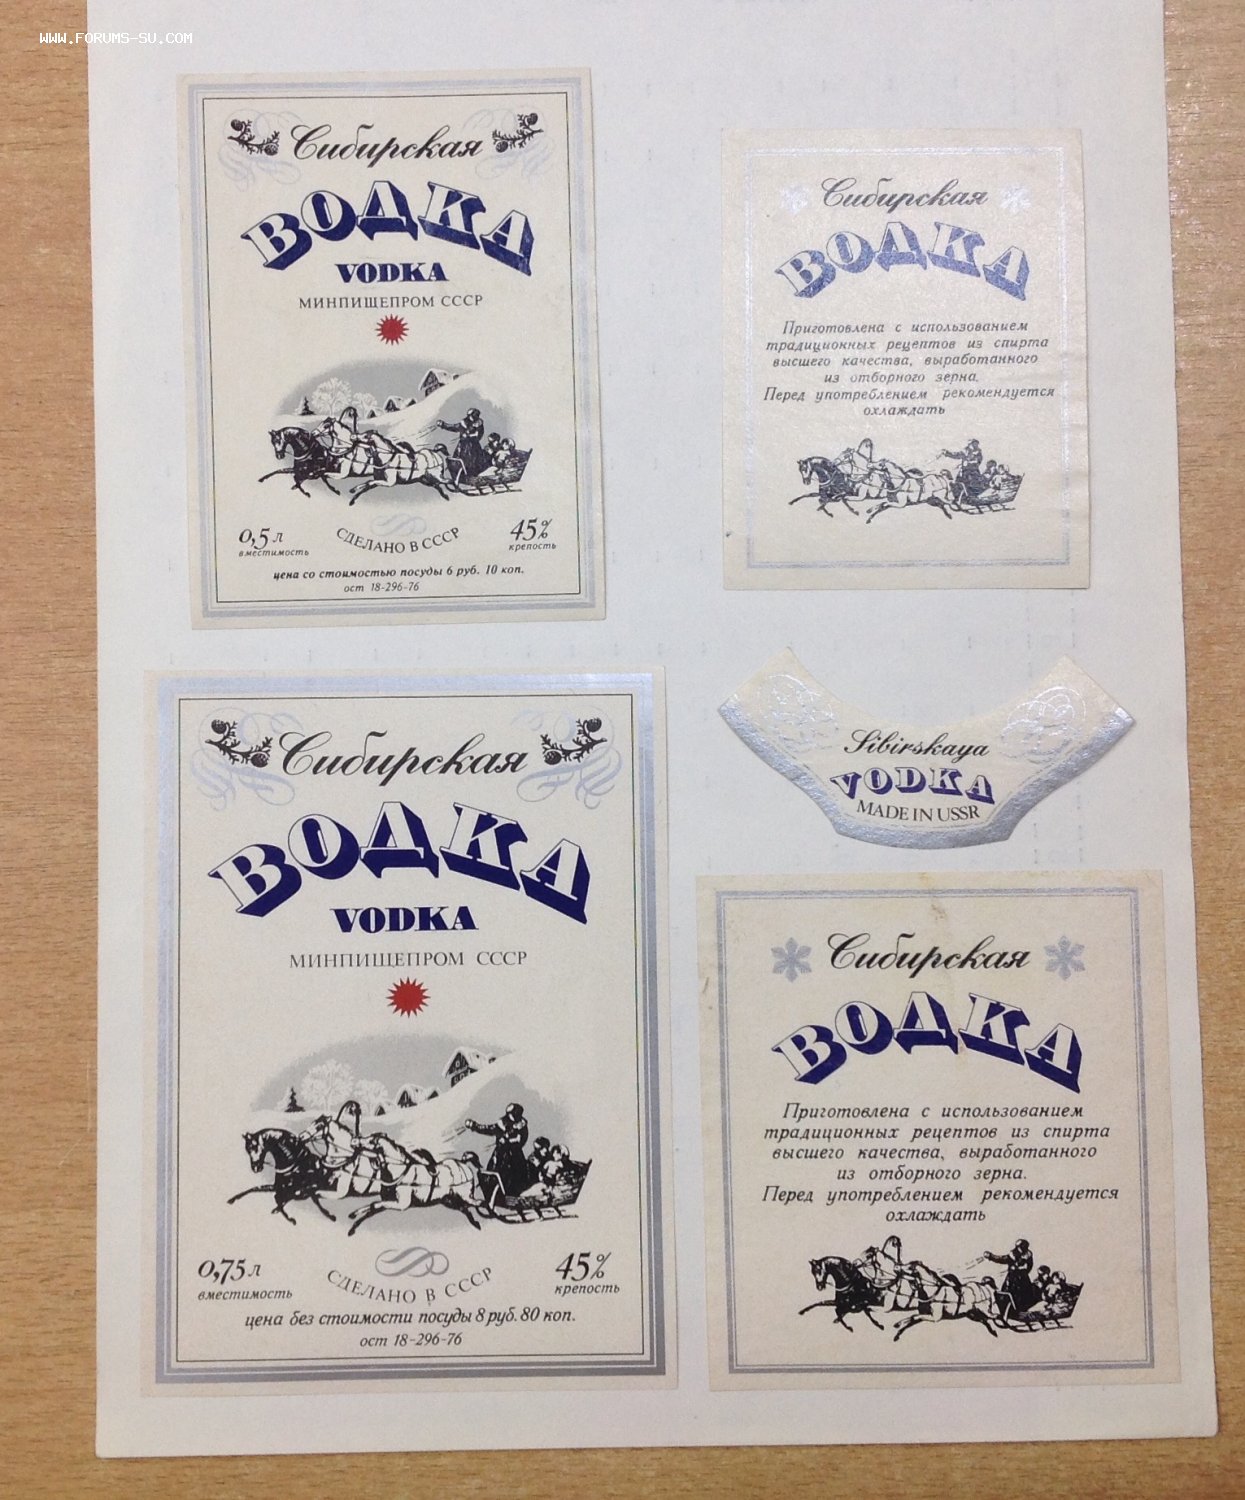 WWW.FORUMS-SU.COM
Сибирская
ВОДКА
VODKA
МИНПИЩЕПРОМ СССР
0,5 л
вместимость
СДЕЛАНО В СССР
45%
крепость
цена со стоимостью посуды 6 руб. 10 коп.
ост 18-296-76
Сибирская
ВОДКА
Приготовлена с использованием
традиционных рецептов из спирта
высшего качества, выработанного
из отборного зерна.
Перед употреблением рекомендуется
охлаждать
Sibirskaya
VODKA
MADE IN USSR
Сибирская
ВОДКА
VODKA
МИНПИЩЕПРОМ СССР
0,75 л
вместимость
СДЕЛАНО В СССР
45%
крепость
цена без стоимости посуды 8 руб. 80 коп.
ост 18-296-76
Сибирская
ВОДКА
Приготовлена с использованием
традиционных рецептов из спирта
высшего качества, выработанного
из отборного зерна.
Перед употреблением рекомендуется
охлаждать